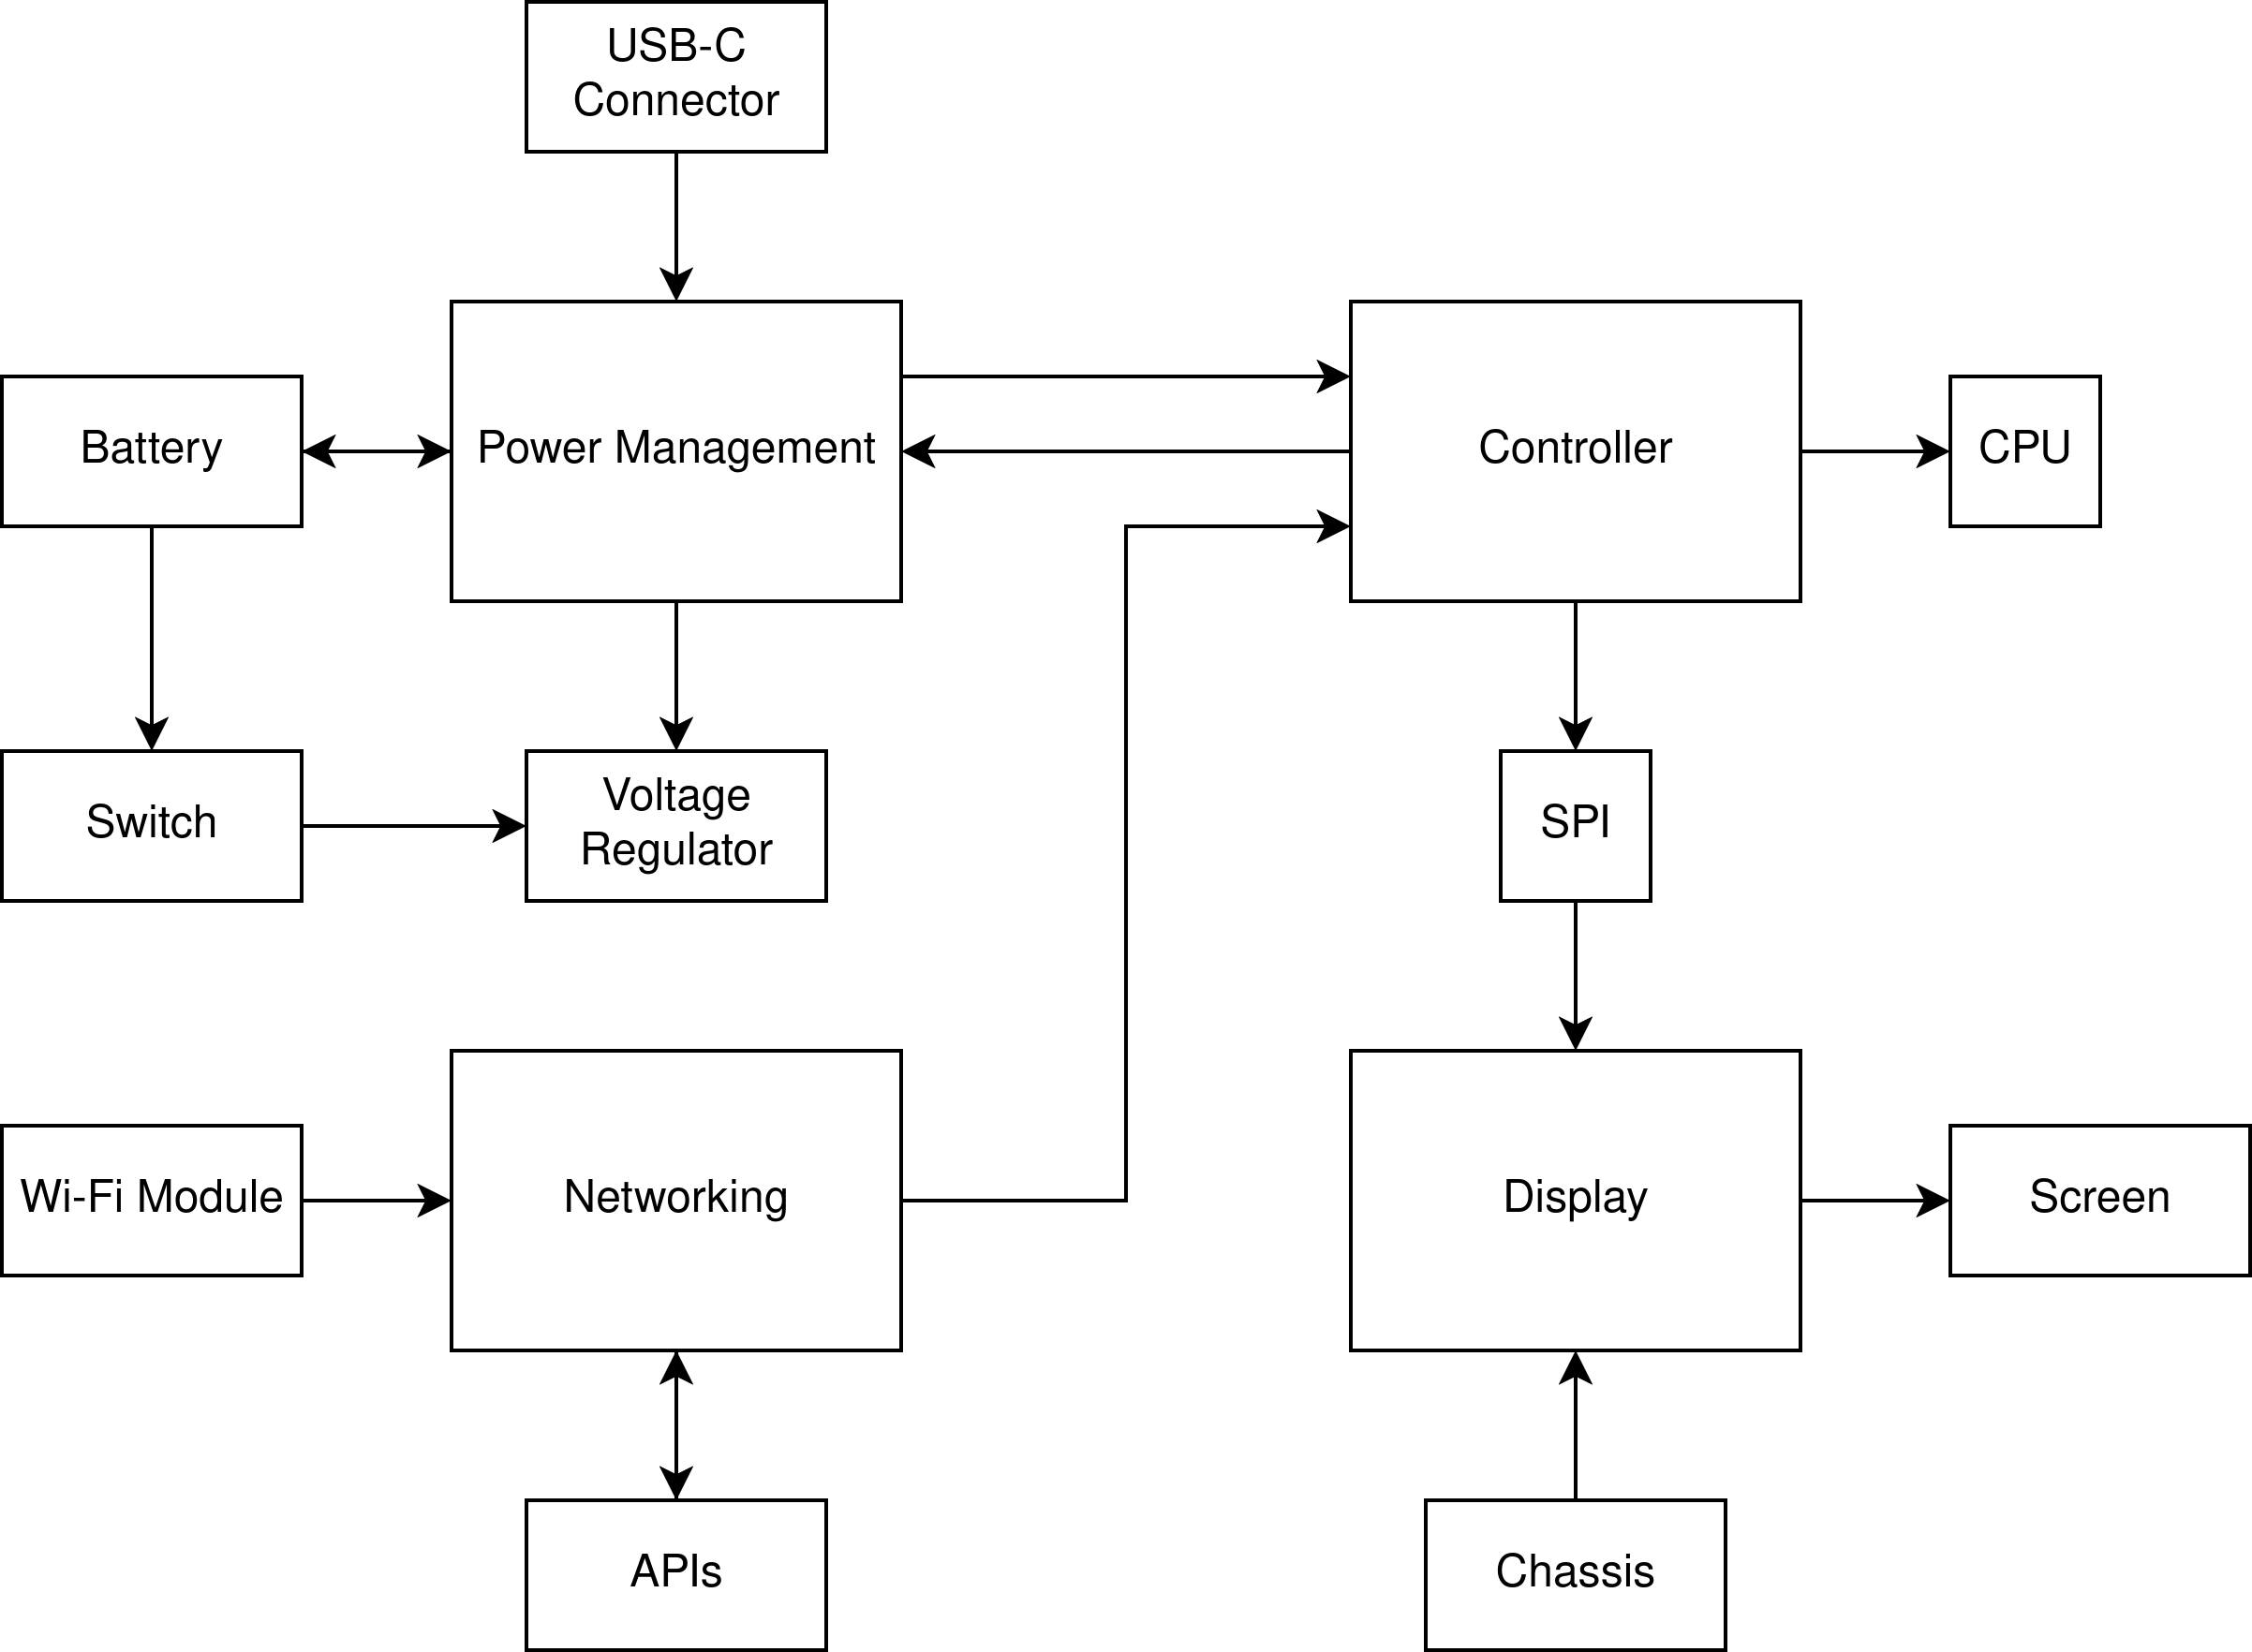 USB-C
Connector
Battery
Power Management
Controller
CPU
Switch
Voltage
Regulator
SPI
Wi-Fi Module
Networking
Display
Screen
APIs
Chassis